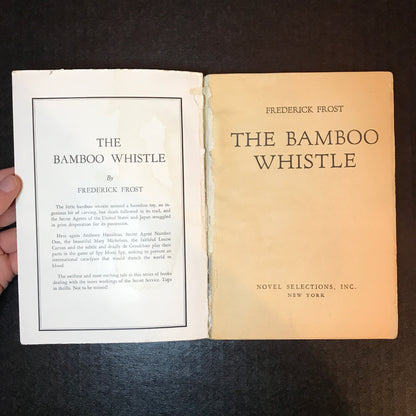 THE
BAMBOO WHISTLE
By
FREDERICK FROST
The little bamboo whistle seemed a harmless toy, an in-
genious bit of carving, but death followed in its trail, and
the Secret Agents of the United States and Japan struggled
in grim desperation for its possession.
Here again Anthony Hamilton, Secret Agent Number
One, the beautiful Mary Michelson, the faithful Louise
Curran and the subtle and deadly de Graulchier play their
parts in the game of Spy Meets Spy, seeking to prevent an
international cataclysm that would drench the world in
blood.
The swiftest and most exciting tale in this series of books
dealing with the inner workings of the Secret Service. Tops
in thrills. Not to be missed!
FREDERICK FROST
THE BAMBOO
WHISTLE
NOVEL SELECTIONS, INC.
NEW YORK